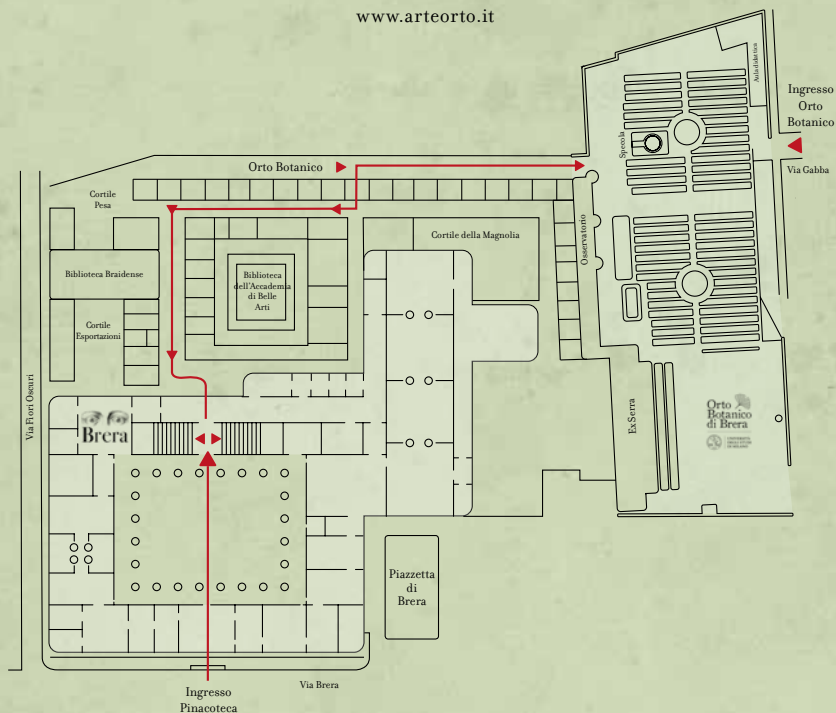 www.arteorto.it
Aula didattica
Ingresso
Orto
Botanico
Via Gabba
Specola
Orto Botanico
Cortile
Pesa
Osservatorio
Cortile della Magnolia
Biblioteca Braidense
Biblioteca
dell'Accademia
di Belle
Arti
Cortile
Esportazioni
Via Fiori Oscuri
Brera
Ex Serra
Orto
Botanico
di Brera
Piazzetta
di
Brera
Via Brera
Ingresso
Pinacoteca